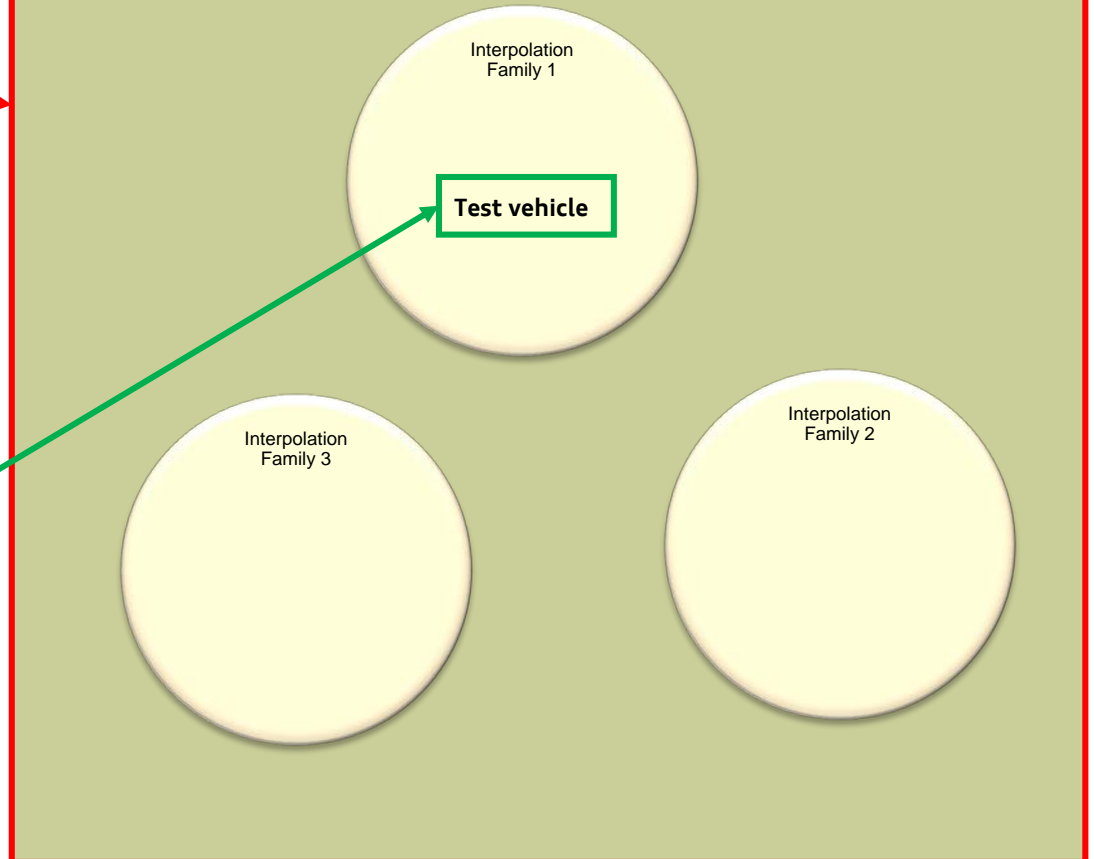 Interpolation
Family 1
Test vehicle
Interpolation
Family 2
Interpolation
Family 3